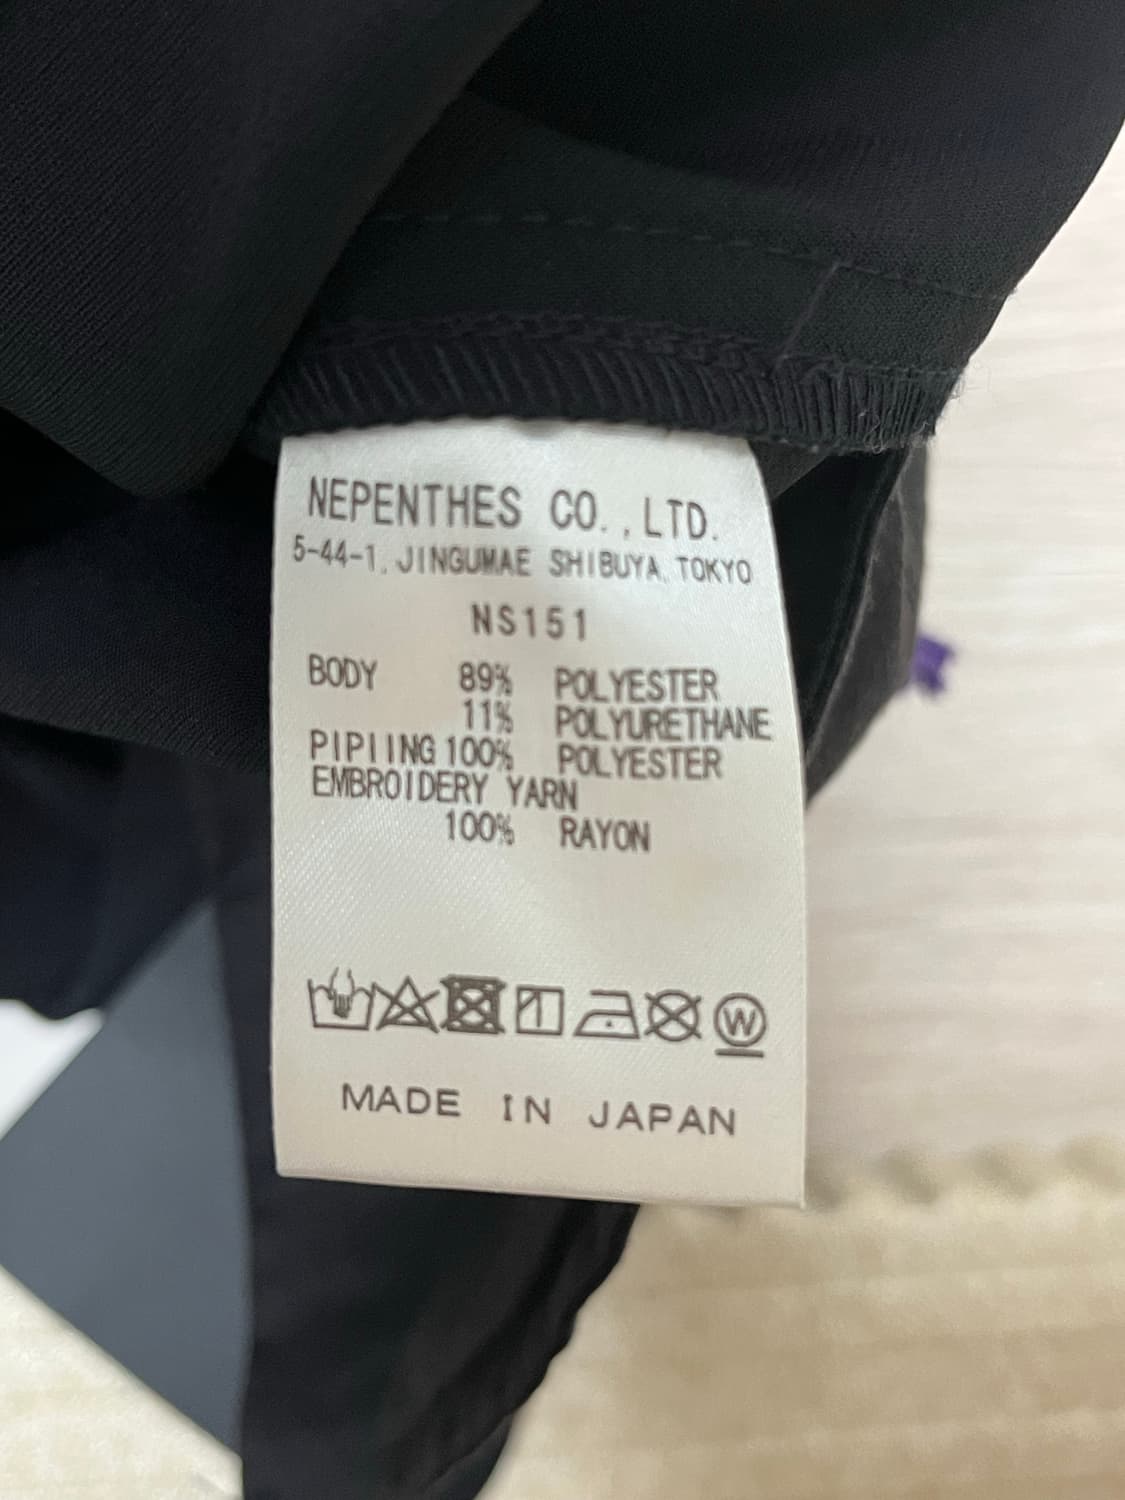 NEPENTHES CO.,LTD.
5-44-1, JINGUMAE SHIBUYA, TOKYO
NS151
BODY 89% POLYESTER
11% POLYURETHANE
PIPIING 100% POLYESTER
EMBROIDERY YARN
100% RAYON
W
MADE IN JAPAN